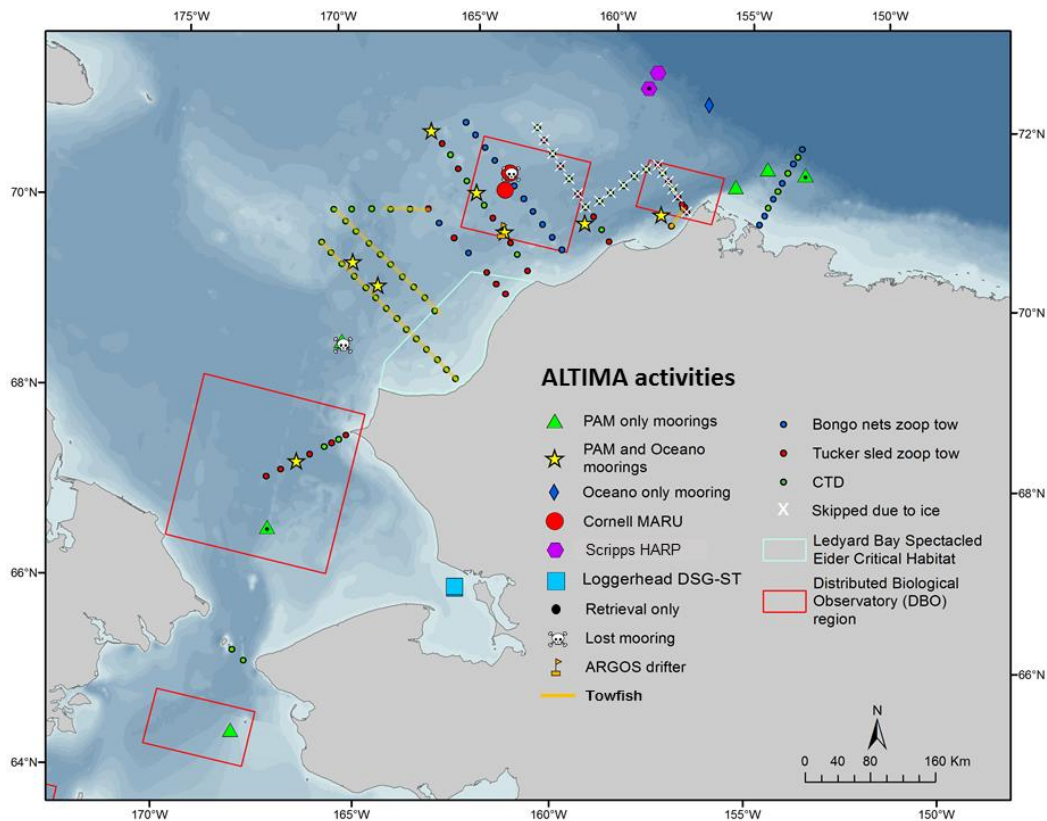 175°W 170°W 165°W 160°W 155°W 150°W
72°N
70°N
70°N
68°N
68°N
66°N
66°N
64°N
ALTIMA activities
PAM only moorings
PAM and Oceano
moorings
Oceano only mooring
Cornell MARU
Scripps HARP
Loggerhead DSG-ST
Retrieval only
Lost mooring
ARGOS drifter
Towfish
Bongo nets zoop tow
Tucker sled zoop tow
CTD
X Skipped due to ice
Ledyard Bay Spectacled
Eider Critical Habitat
Distributed Biological
Observatory (DBO)
region
N
0 40 80 160 Km
170°W 165°W 160°W 155°W 150°W